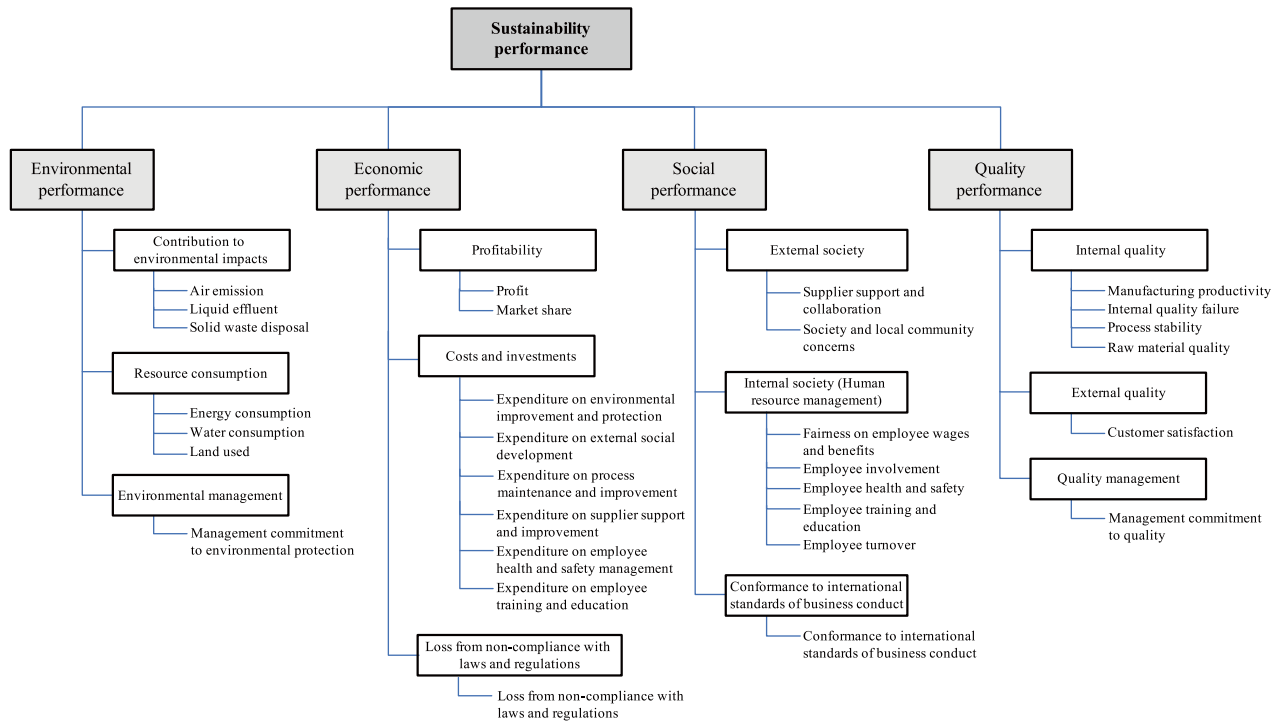 Sustainability
performance
Environmental
performance
Contribution to
environmental impacts
Air emission
Liquid effluent
Solid waste disposal
Resource consumption
Energy consumption
Water consumption
Land used
Environmental management
Management commitment
to environmental protection
Economic
performance
Profitability
Profit
Market share
Costs and investments
Expenditure on environmental
improvement and protection
Expenditure on external social
development
Expenditure on process
maintenance and improvement
Expenditure on supplier support
and improvement
Expenditure on employee
health and safety management
Expenditure on employee
training and education
Loss from non-compliance with
laws and regulations
Loss from non-compliance with
laws and regulations
Social
performance
External society
Supplier support and
collaboration
Society and local community
concerns
Internal society (Human
resource management)
Fairness on employee wages
and benefits
Employee involvement
Employee health and safety
Employee training and
education
Employee turnover
Conformance to international
standards of business conduct
Conformance to international
standards of business conduct
Quality
performance
Internal quality
Manufacturing productivity
Internal quality failure
Process stability
Raw material quality
External quality
Customer satisfaction
Quality management
Management commitment
to quality